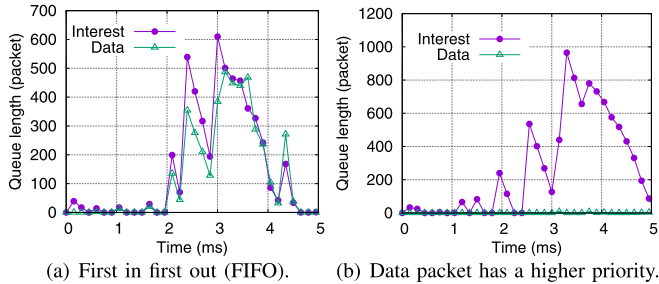 700
600
500
400
300
200
100
0
Queue length (packet)
Interest
Data
0 1 2 3 4 5
Time (ms)
(a) First in first out (FIFO).
1200
1000
800
600
400
200
0
Queue length (packet)
Interest
Data
0 1 2 3 4 5
Time (ms)
(b) Data packet has a higher priority.